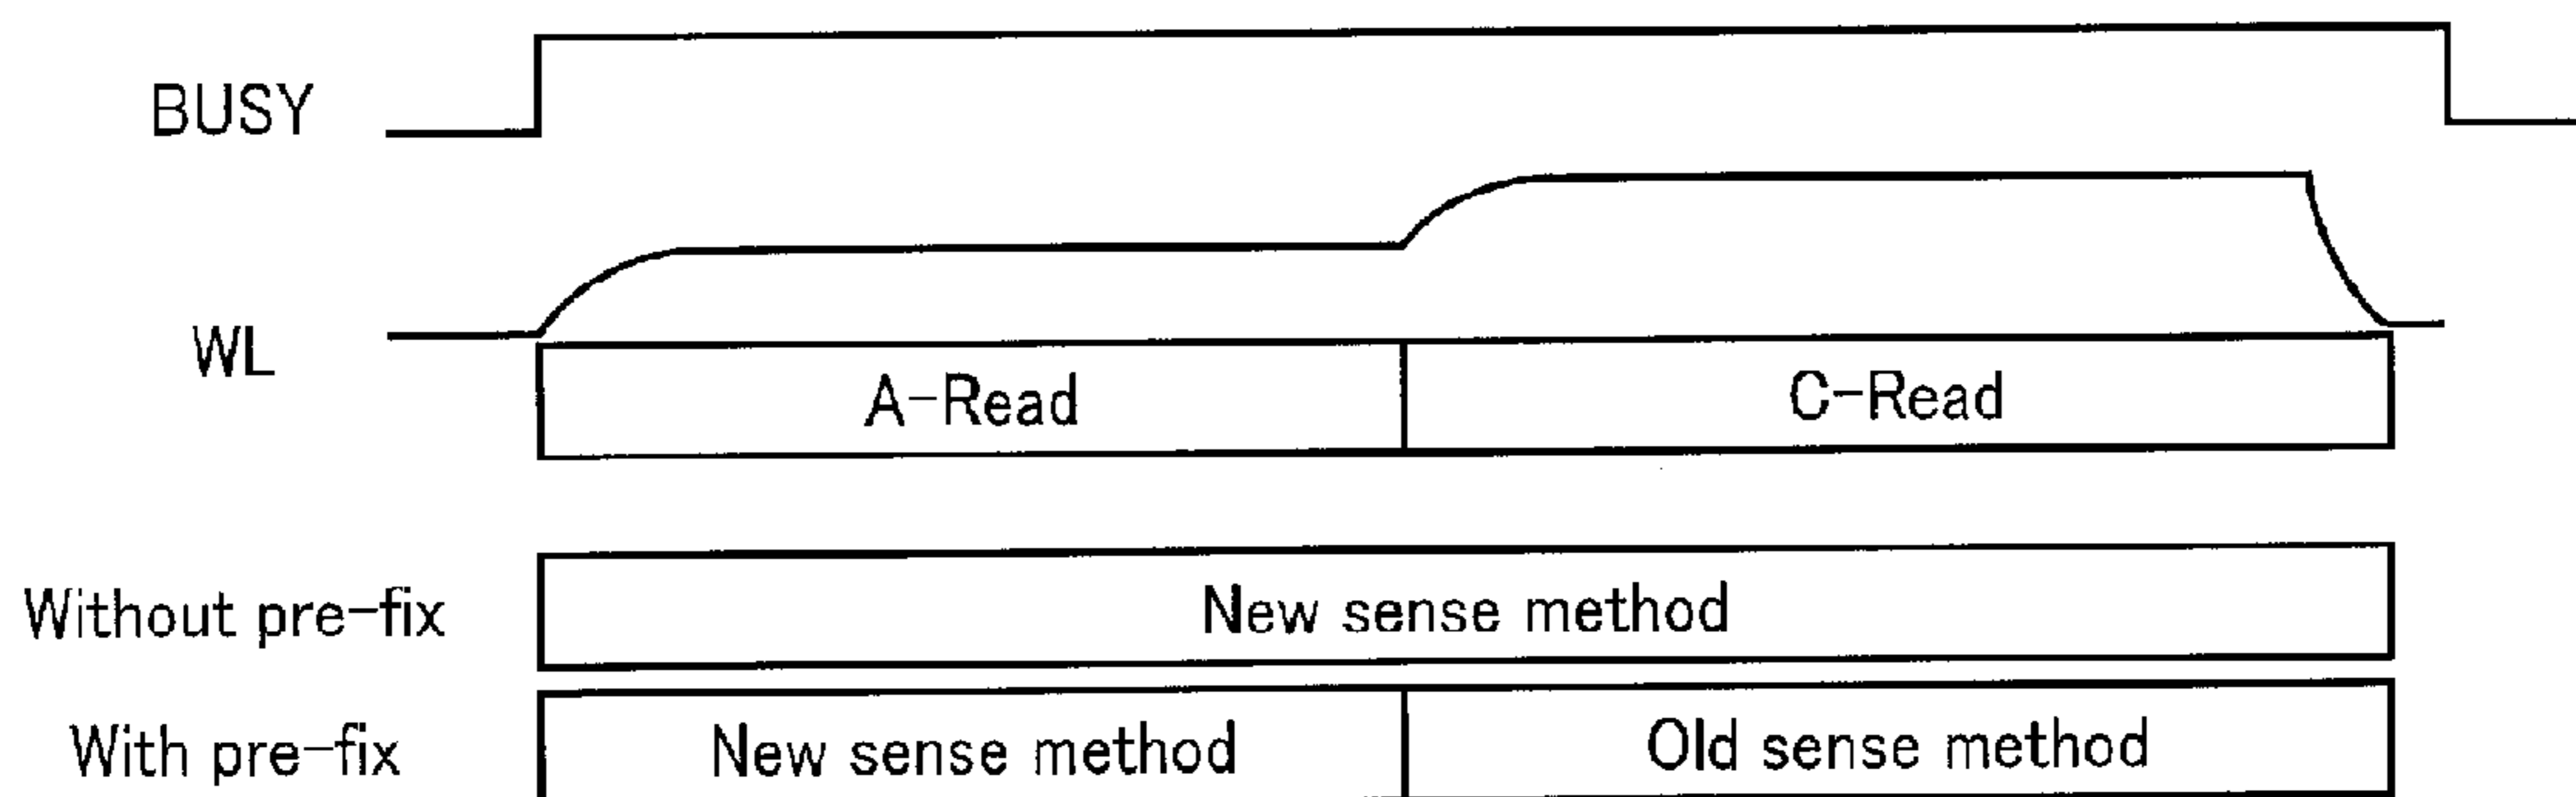 BUSY
WL
A-Read C-Read
Without pre-fix New sense method
With pre-fix New sense method Old sense method